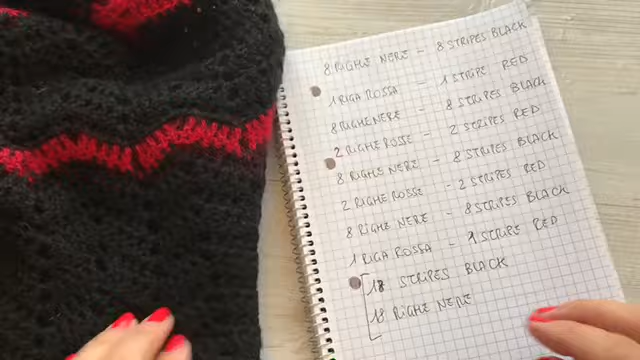 8 RIGHE NERE - 8 STRIPES BLACK
1 RIGA ROSSA - 1 STRIPE RED
8 RIGHE NERE - 8 STRIPES BLACK
2 RIGHE ROSSE - 2 STRIPES RED
8 RIGHE NERE - 8 STRIPES BLACK
2 RIGHE ROSSE - 2 STRIPES RED
8 RIGHE NERE - 8 STRIPES BLACK
1 RIGA ROSSA - 1 STRIPE RED
18 STRIPES BLACK
18 RIGHE NERE